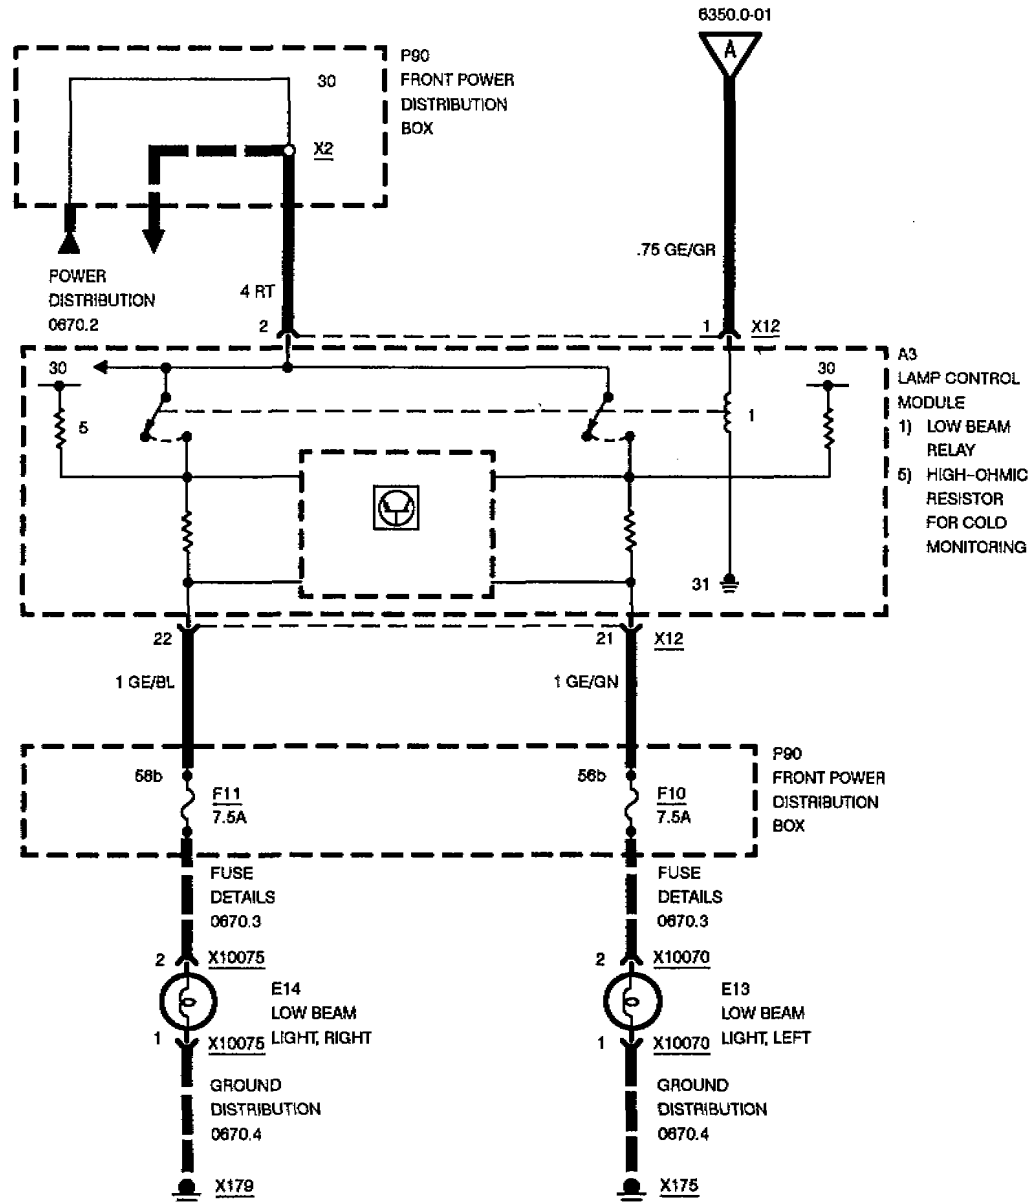 6350.0-01
A
P90
FRONT POWER
DISTRIBUTION
BOX
30
X2
.75 GE/GR
POWER
DISTRIBUTION
0670.2
4 RT
2
1
X12
A3
LAMP CONTROL
MODULE
1) LOW BEAM
RELAY
5) HIGH-OHMIC
RESISTOR
FOR COLD
MONITORING
30
30
5
1
31
22
21
X12
1 GE/BL
1 GE/GN
P90
FRONT POWER
DISTRIBUTION
BOX
56b
F11
7.5A
56b
F10
7.5A
FUSE
DETAILS
0670.3
FUSE
DETAILS
0670.3
2
X10075
2
X10070
E14
LOW BEAM
LIGHT, RIGHT
E13
LOW BEAM
LIGHT, LEFT
1
X10075
1
X10070
GROUND
DISTRIBUTION
0670.4
GROUND
DISTRIBUTION
0670.4
X179
X175